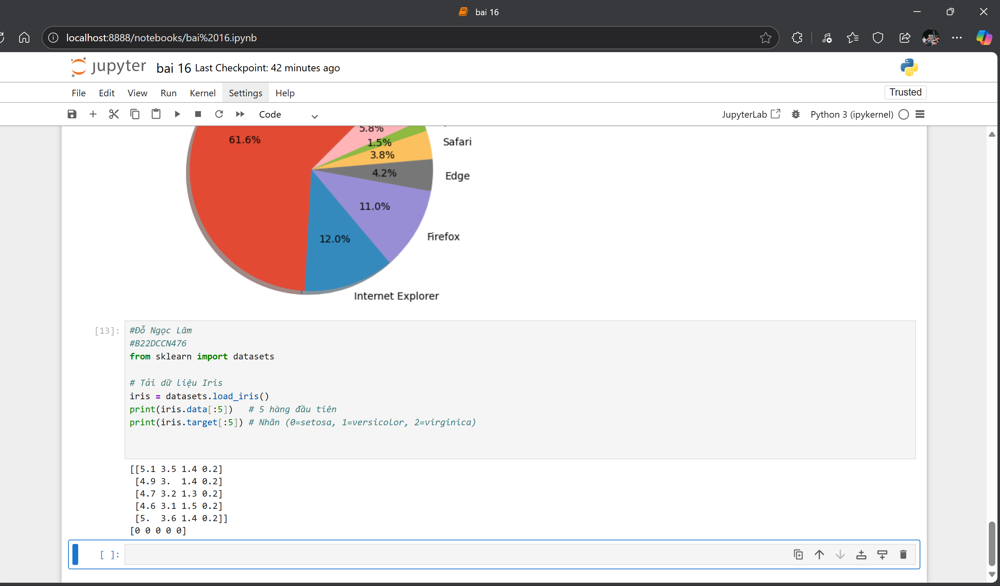 bai 16
localhost:8888/notebooks/bai%2016.ipynb
jupyter bai 16 Last Checkpoint: 42 minutes ago
File Edit View Run Kernel Settings Help Trusted
Code JupyterLab Python 3 (ipykernel)
5.8%
61.6%
1.5%
Safari
3.8%
4.2%
Edge
11.0%
Firefox
12.0%
Internet Explorer
[13]:
#Đỗ Ngọc Lâm
#B22DCCN476
from sklearn import datasets
# Tải dữ liệu Iris
iris = datasets.load_iris()
print(iris.data[:5])   # 5 hàng đầu tiên
print(iris.target[:5]) # Nhãn (0=setosa, 1=versicolor, 2=virginica)
[[5.1 3.5 1.4 0.2]
 [4.9 3.  1.4 0.2]
 [4.7 3.2 1.3 0.2]
 [4.6 3.1 1.5 0.2]
 [5.  3.6 1.4 0.2]]
[0 0 0 0 0]
[ ]: